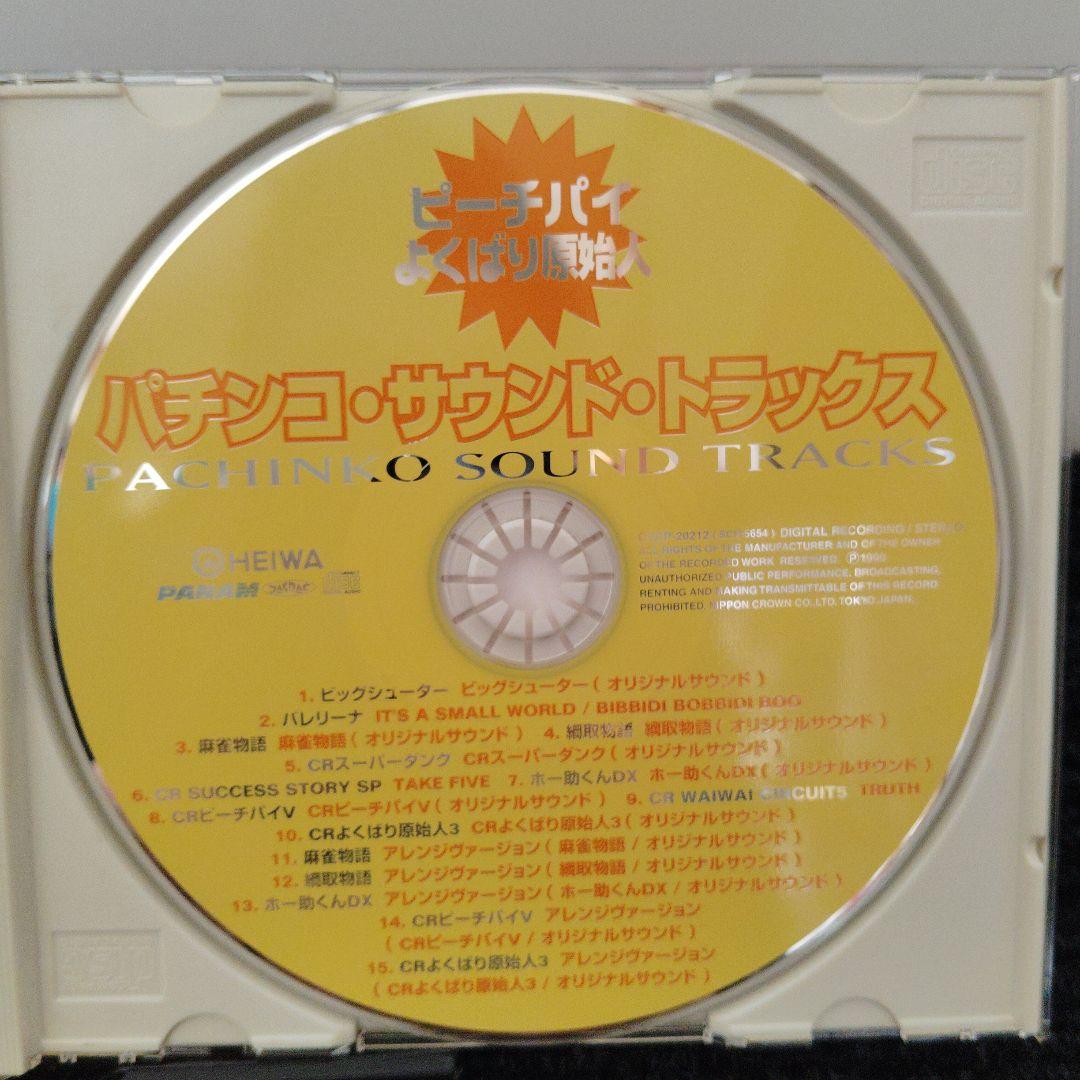 ピーチパイ
よくばり原始人
パチンコ・サウンド・トラックス
PACHINKO SOUND TRACKS
HEIWA
PANAM
-20212 DIGITAL RECORDING / STEREO
ALL RIGHTS OF THE MANUFACTURER AND OF THE OWNER
OF THE RECORDED WORK RESERVED.
UNAUTHORIZED PUBLIC PERFORMANCE, BROADCASTING,
RENTING AND MAKING TRANSMITTABLE OF THIS RECORD
PROHIBITED. NIPPON CROWN CO., LTD. TOKYO, JAPAN.
1. ビッグシューター ビッグシューター ( オリジナルサウンド )
2. バレリーナ IT'S A SMALL WORLD / BIBBIDI BOBBIDI BOO
3. 麻雀物語 麻雀物語 ( オリジナルサウンド ) 4. 綱取物語 綱取物語 ( オリジナルサウンド )
5. CRスーパーダンク CRスーパーダンク ( オリジナルサウンド )
6. CR SUCCESS STORY SP TAKE FIVE 7. ホー助くんDX ホー助くんDX ( オリジナルサウンド )
8. CRピーチパイV CRピーチパイV ( オリジナルサウンド ) 9. CR WAIWAI CIRCUIT5 TRUTH
10. CRよくばり原始人3 CRよくばり原始人3 ( オリジナルサウンド )
11. 麻雀物語 アレンジヴァージョン ( 麻雀物語 / オリジナルサウンド )
12. 綱取物語 アレンジヴァージョン ( 綱取物語 / オリジナルサウンド )
13. ホー助くんDX アレンジヴァージョン ( ホー助くんDX / オリジナルサウンド )
14. CRピーチパイV アレンジヴァージョン
( CRピーチパイV / オリジナルサウンド )
15. CRよくばり原始人3 アレンジヴァージョン
( CRよくばり原始人3 / オリジナルサウンド )